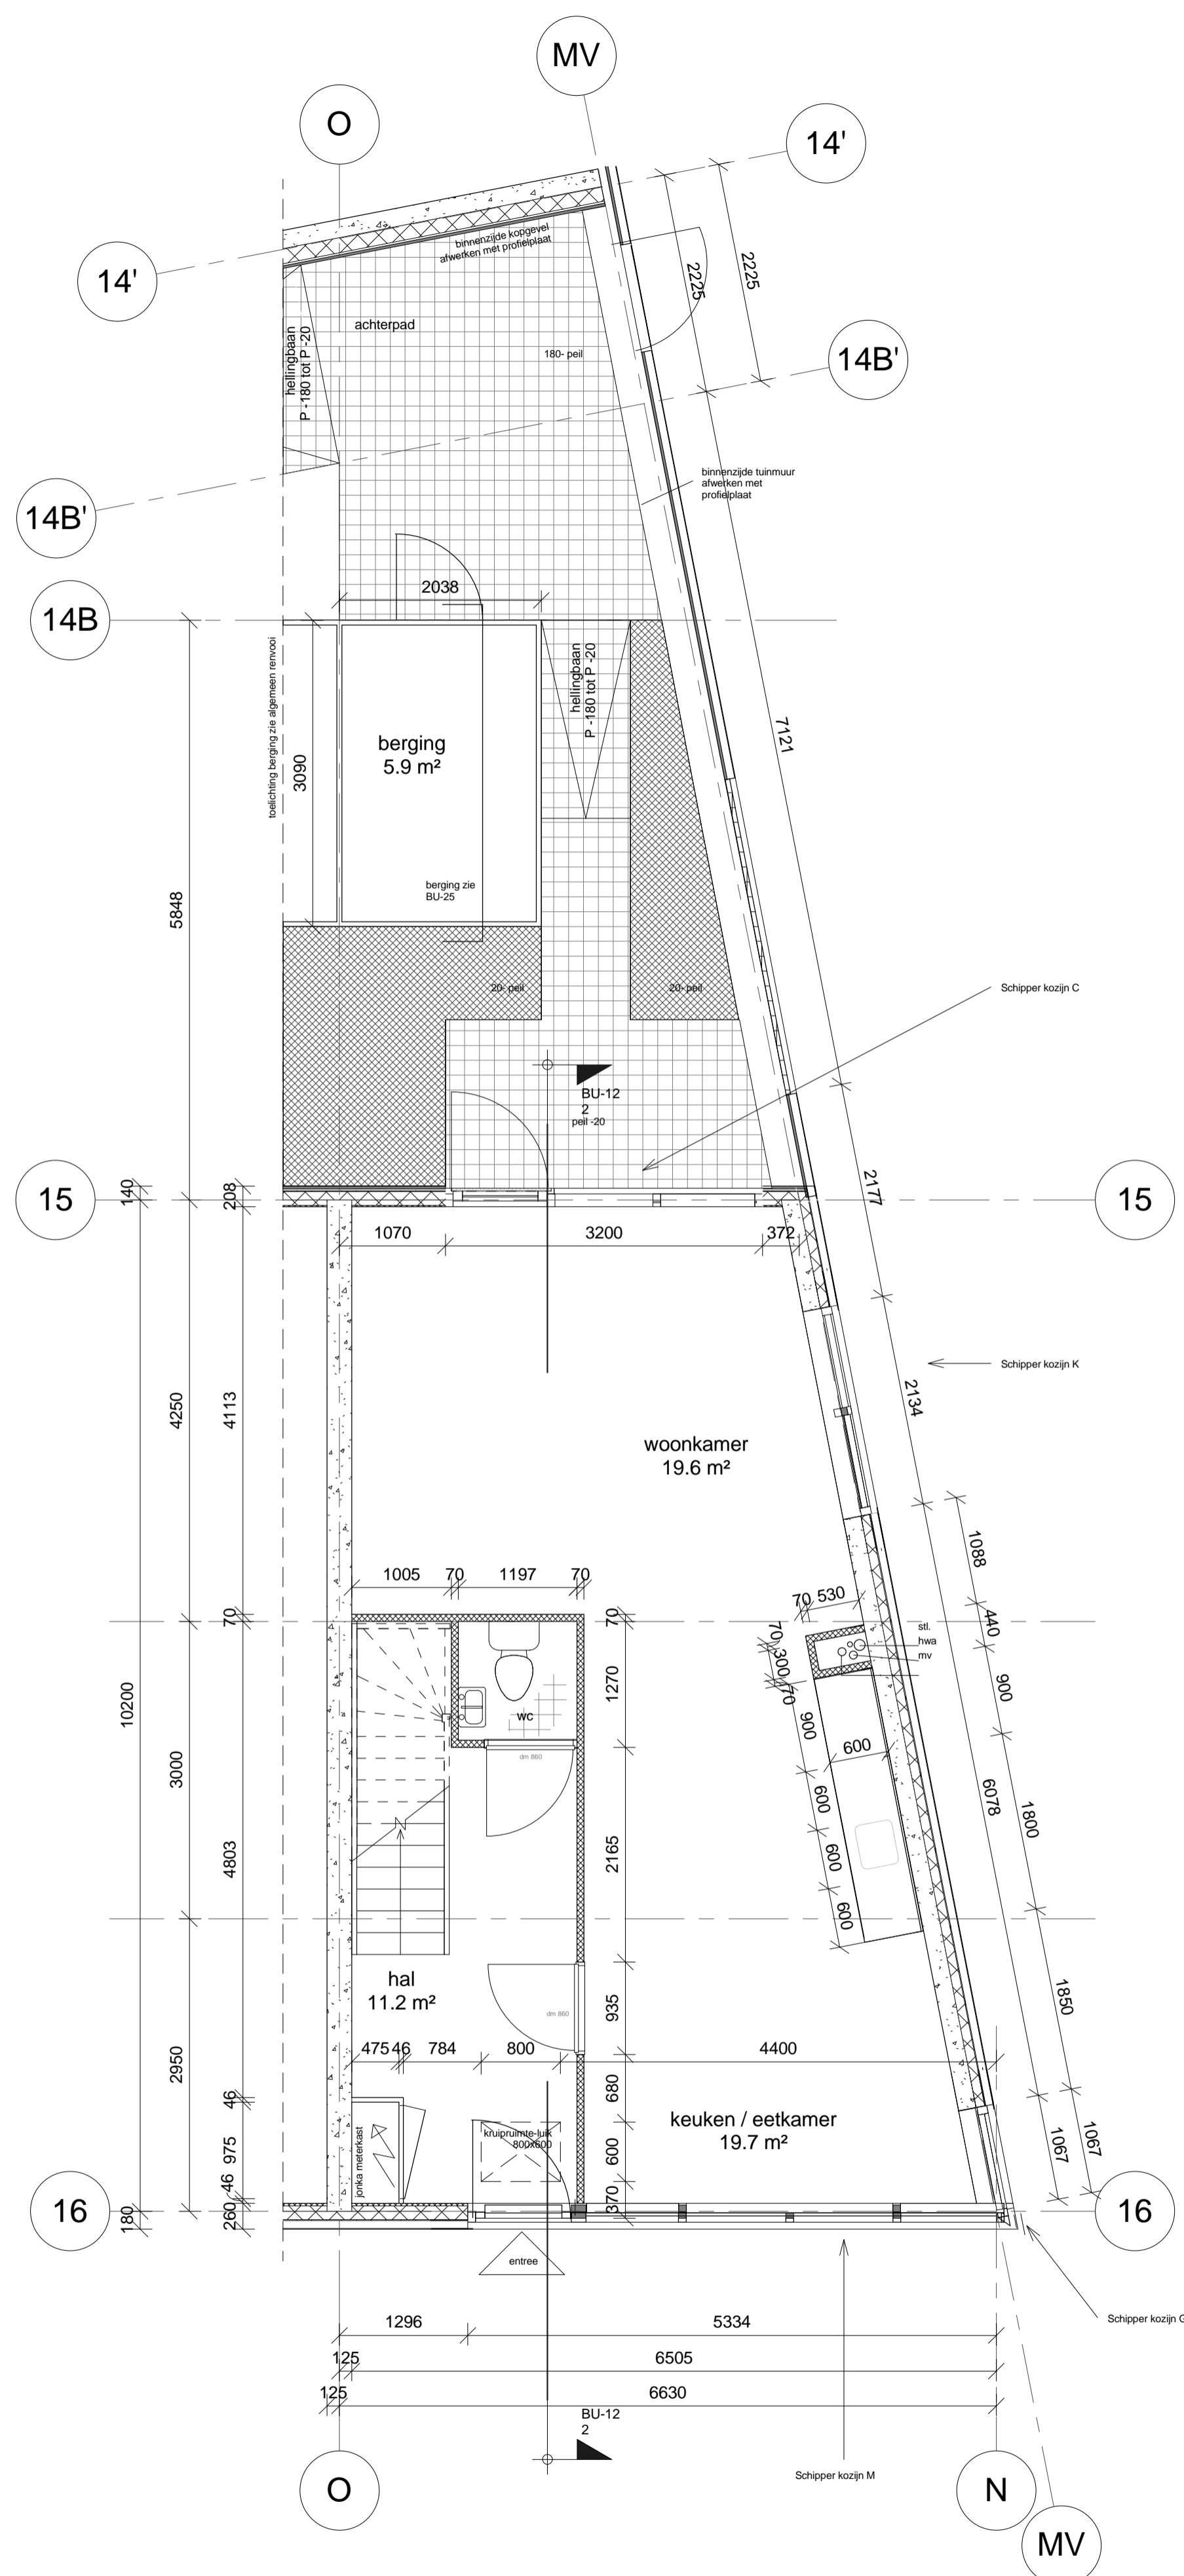 MV
O
14'
14'
binnenzijde kopgevel
afwerken met profielplaat
2225
2225
achterpad
hellingbaan
P -180 tot P -20
180- peil
14B'
14B'
binnenzijde tuinmuur
afwerken met
profielplaat
14B
2038
toelichting berging zie algemeen renvooi
hellingbaan
P -180 tot P -20
7121
berging
5.9 m²
3090
berging zie
BU-25
5848
20- peil
20- peil
Schipper kozijn C
BU-12
2
peil -20
15
140
208
2177
15
1070
3200
372
Schipper kozijn K
4250
4113
2134
woonkamer
19.6 m²
1088
1005
70
1197
70
70
530
70
70
440
stl.
hwa
mv
70
300
70
10200
1270
900
wc
900
600
dm 860
3000
600
6078
1800
4803
2165
600
600
hal
11.2 m²
935
dm 860
1850
475
46
784
800
4400
2950
46
680
keuken / eetkamer
19.7 m²
kruipruimte-luik
800x600
jonka meterkast
975
600
1067
1067
46
370
180
260
16
16
entree
Schipper kozijn G
1296
5334
125
6505
125
6630
BU-12
2
Schipper kozijn M
O
N
MV